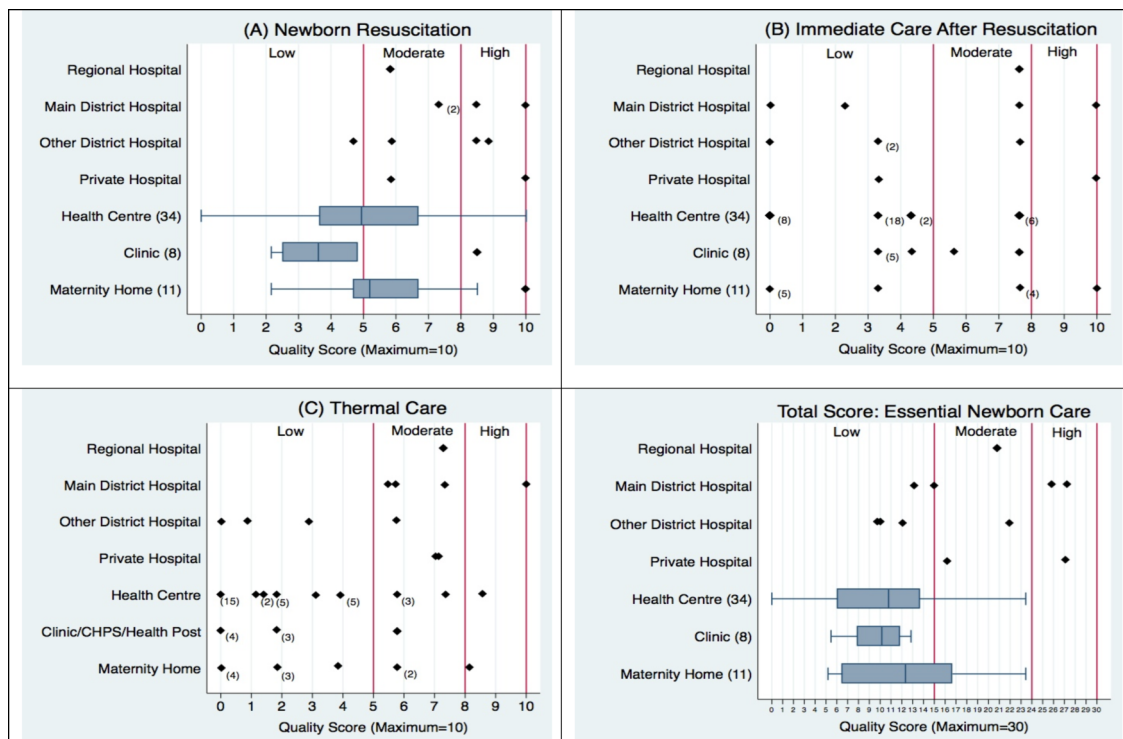 (A) Newborn Resuscitation
Low Moderate High
Regional Hospital
Main District Hospital (2)
Other District Hospital
Private Hospital
Health Centre (34)
Clinic (8)
Maternity Home (11)
0 1 2 3 4 5 6 7 8 9 10
Quality Score (Maximum=10)
(B) Immediate Care After Resuscitation
Low Moderate High
Regional Hospital
Main District Hospital
Other District Hospital (2)
Private Hospital
Health Centre (34) (8) (18) (2) (6)
Clinic (8) (5)
Maternity Home (11) (5) (4)
0 1 2 3 4 5 6 7 8 9 10
Quality Score (Maximum=10)
(C) Thermal Care
Low Moderate High
Regional Hospital
Main District Hospital
Other District Hospital
Private Hospital
Health Centre (15) (2) (5) (5) (3)
Clinic/CHPS/Health Post (4) (3)
Maternity Home (4) (3) (2)
0 1 2 3 4 5 6 7 8 9 10
Quality Score (Maximum=10)
Total Score: Essential Newborn Care
Low Moderate High
Regional Hospital
Main District Hospital
Other District Hospital
Private Hospital
Health Centre (34)
Clinic (8)
Maternity Home (11)
0 1 2 3 4 5 6 7 8 9 10 11 12 13 14 15 16 17 18 19 20 21 22 23 24 25 26 27 28 29 30
Quality Score (Maximum=30)